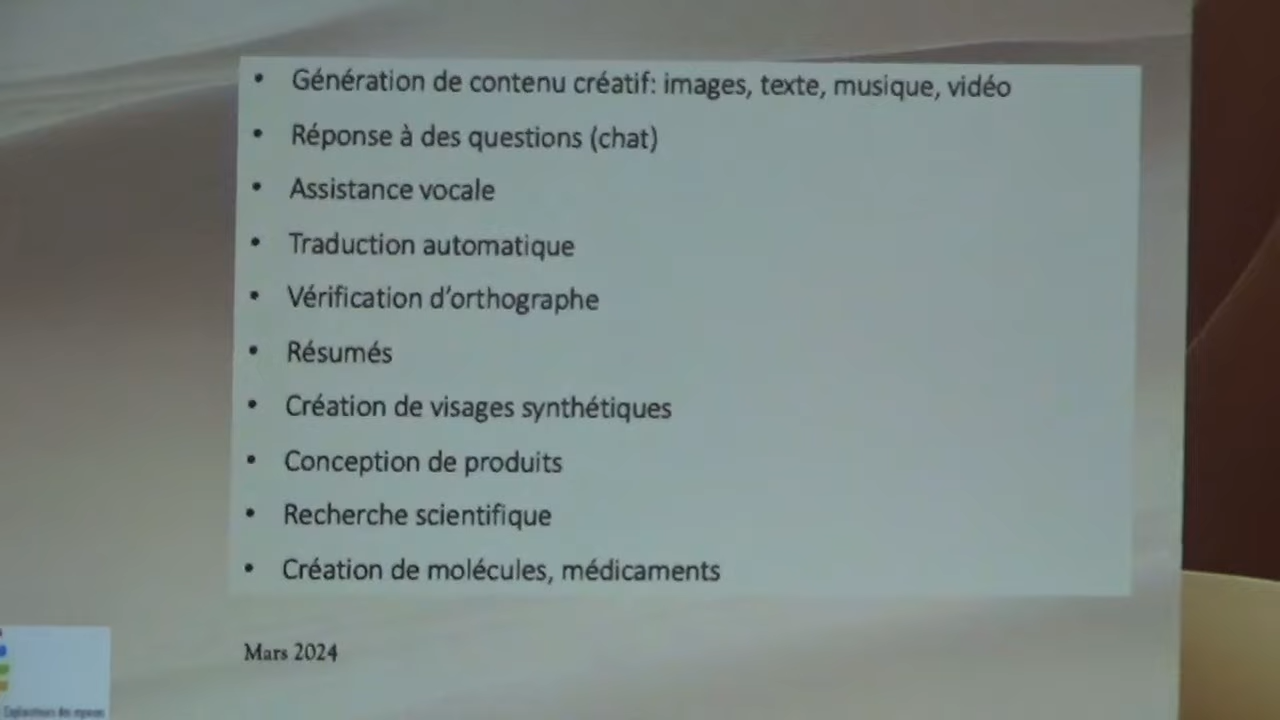 • Génération de contenu créatif: images, texte, musique, vidéo
• Réponse à des questions (chat)
• Assistance vocale
• Traduction automatique
• Vérification d’orthographe
• Résumés
• Création de visages synthétiques
• Conception de produits
• Recherche scientifique
• Création de molécules, médicaments
Mars 2024